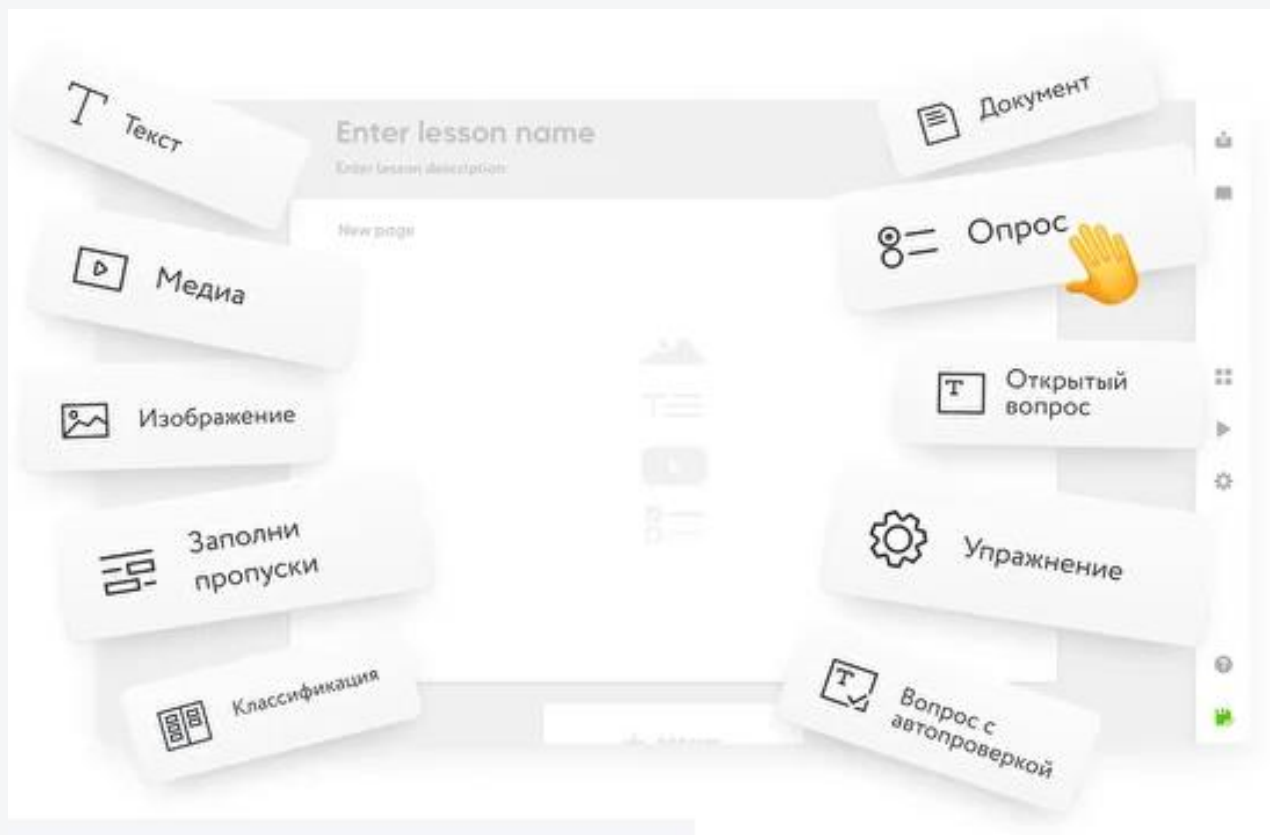 Текст
Документ
Enter lesson name
Enter lesson description
Опрос
New page
Медиа
Открытый
вопрос
Изображение
Заполни
пропуски
Упражнение
Классификация
Вопрос с
автопроверкой